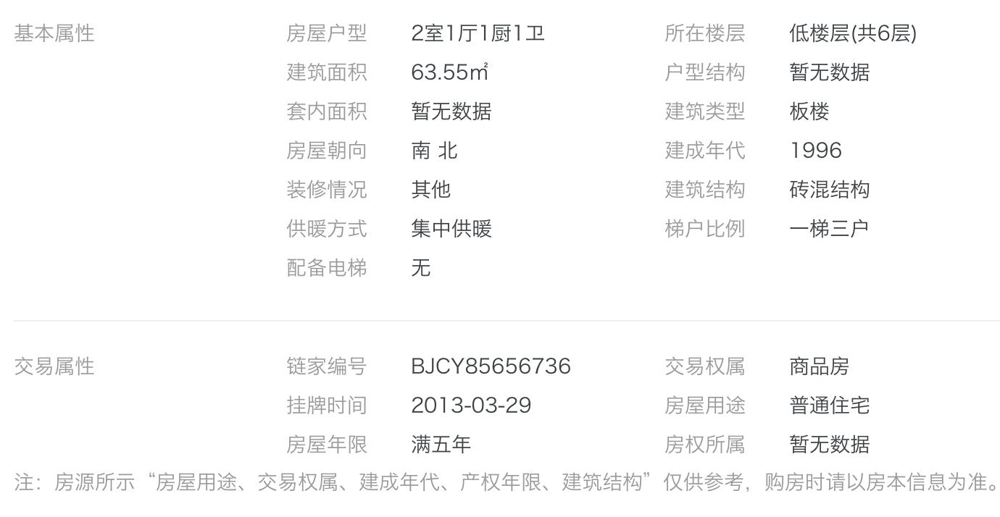 基本属性 房屋户型 2室1厅1厨1卫 所在楼层 低楼层(共6层)
建筑面积 63.55㎡ 户型结构 暂无数据
套内面积 暂无数据 建筑类型 板楼
房屋朝向 南 北 建成年代 1996
装修情况 其他 建筑结构 砖混结构
供暖方式 集中供暖 梯户比例 一梯三户
配备电梯 无
交易属性 链家编号 BJCY85656736 交易权属 商品房
挂牌时间 2013-03-29 房屋用途 普通住宅
房屋年限 满五年 房权所属 暂无数据
注：房源所示“房屋用途、交易权属、建成年代、产权年限、建筑结构”仅供参考，购房时请以房本信息为准。